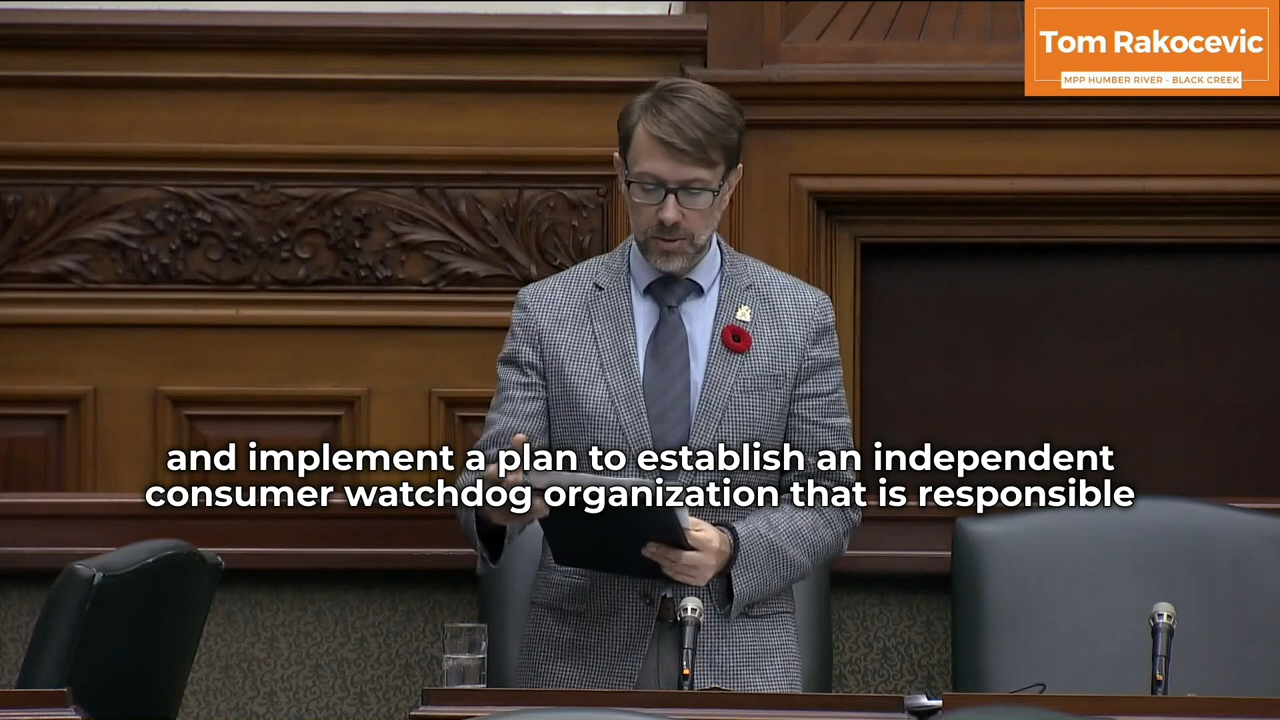 Tom Rakocevic
MPP HUMBER RIVER - BLACK CREEK
and implement a plan to establish an independent
consumer watchdog organization that is responsible